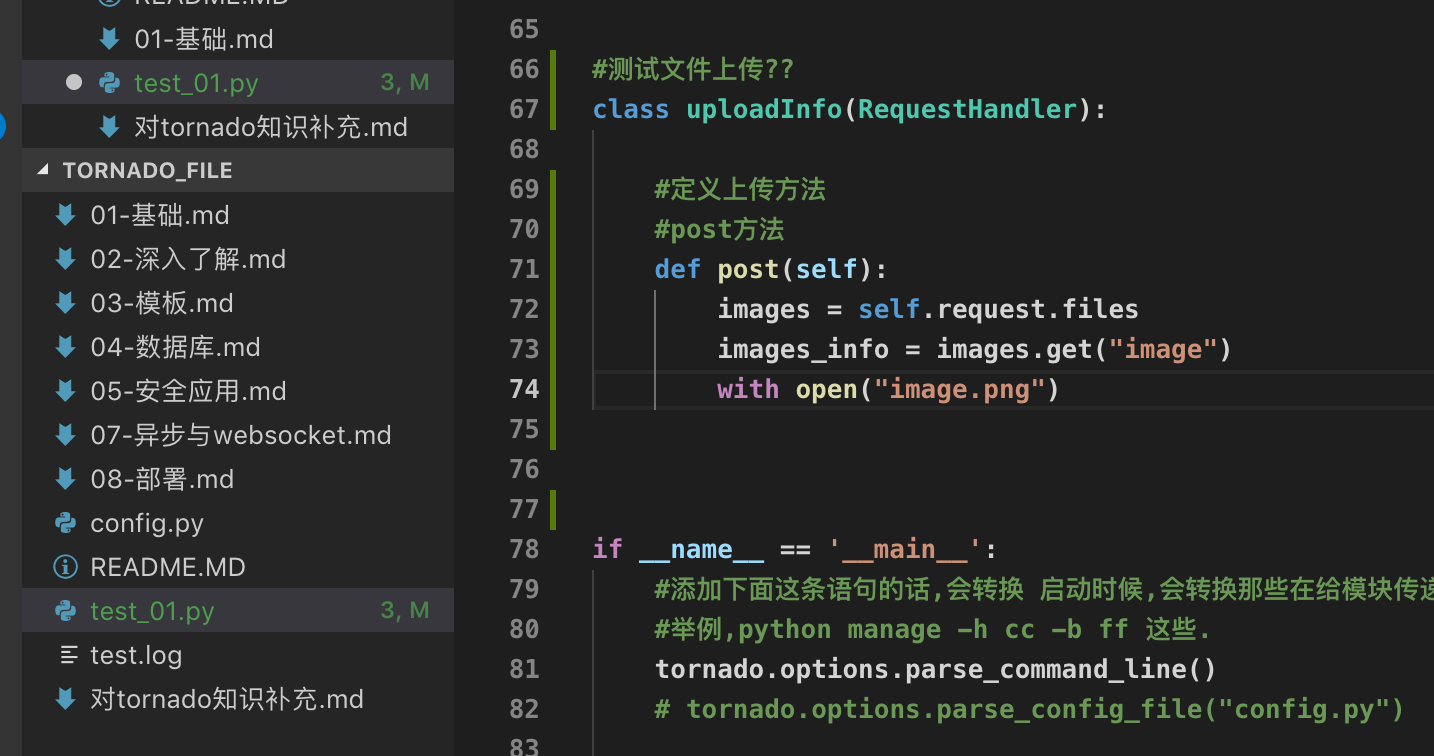 README.MD
01-基础.md
test_01.py 3, M
对tornado知识补充.md
TORNADO_FILE
01-基础.md
02-深入了解.md
03-模板.md
04-数据库.md
05-安全应用.md
07-异步与websocket.md
08-部署.md
config.py
README.MD
test_01.py 3, M
test.log
对tornado知识补充.md
65
66 #测试文件上传??
67 class uploadInfo(RequestHandler):
68
69 #定义上传方法
70 #post方法
71 def post(self):
72 images = self.request.files
73 images_info = images.get("image")
74 with open("image.png")
75
76
77
78 if __name__ == '__main__':
79 #添加下面这条语句的话,会转换 启动时候,会转换那些在给模块传递
80 #举例,python manage -h cc -b ff 这些.
81 tornado.options.parse_command_line()
82 # tornado.options.parse_config_file("config.py")
83